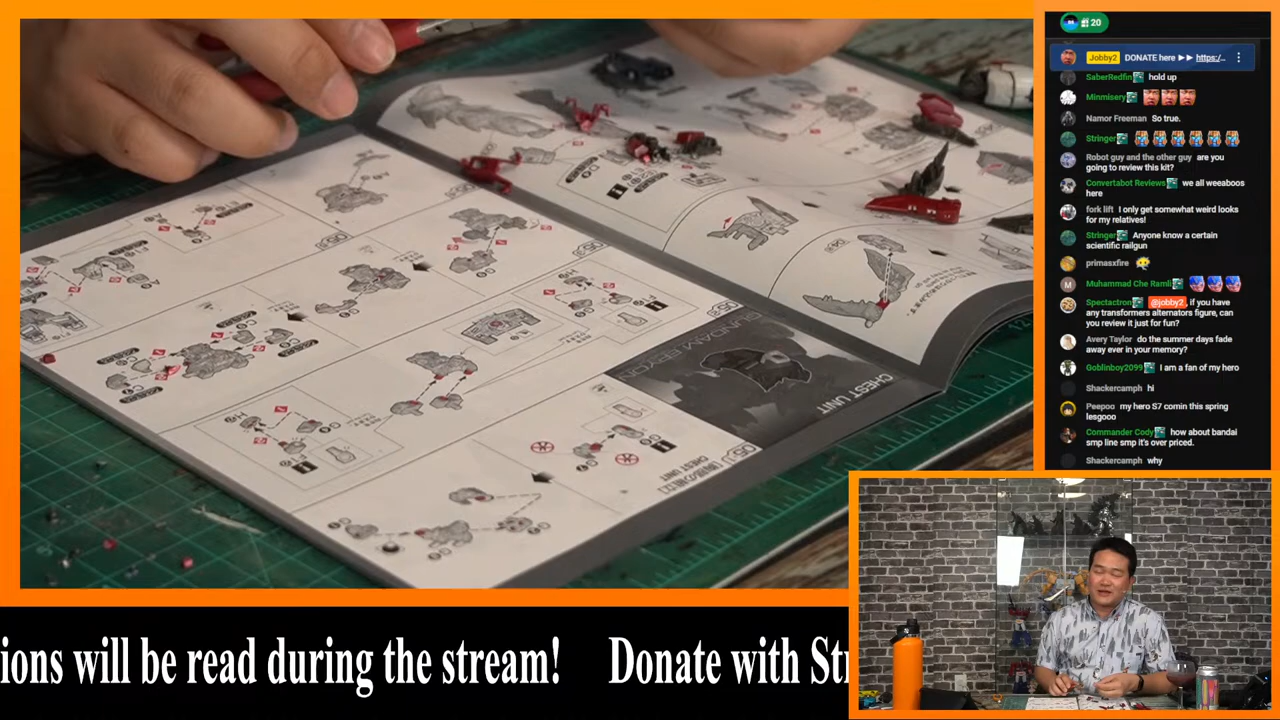 20
Jobby2 DONATE here ►► https:/...
SaberRedfin hold up
Minmisery
Namor Freeman So true.
Stringer
Robot guy and the other guy are you
going to review this kit?
Convertabot Reviews we all weeaboos
here
fork lift I only get somewhat weird looks
for my relatives!
Stringer Anyone know a certain
scientific railgun
primasxfire
Muhammad Che Ramli
Spectactron @jobby2, if you have
any transformers alternators figure, can
you review it just for fun?
Avery Taylor do the summer days fade
away ever in your memory?
Goblinboy2099 I am a fan of my hero
Shackercamph hi
Peepoo my hero S7 comin this spring
lesgooo
Commander Cody how about bandai
smp line smp it's over priced.
Shackercamph why
CHEST UNIT
CHEST UNIT
ions will be read during the stream! Donate with Str